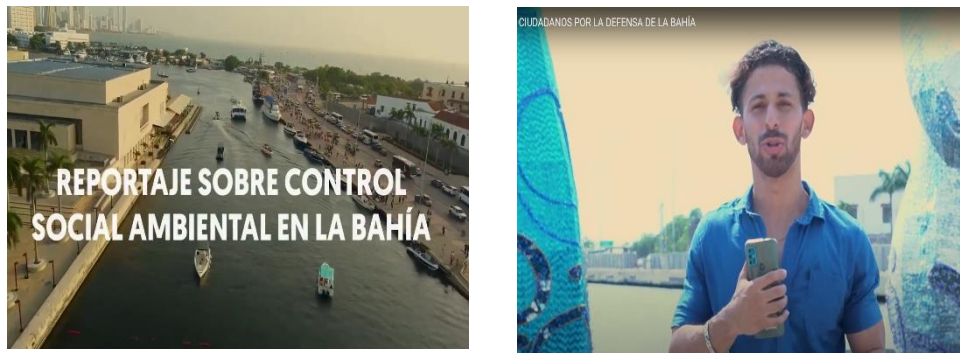 REPORTAJE SOBRE CONTROL
SOCIAL AMBIENTAL EN LA BAHÍA
CIUDADANOS POR LA DEFENSA DE LA BAHÍA